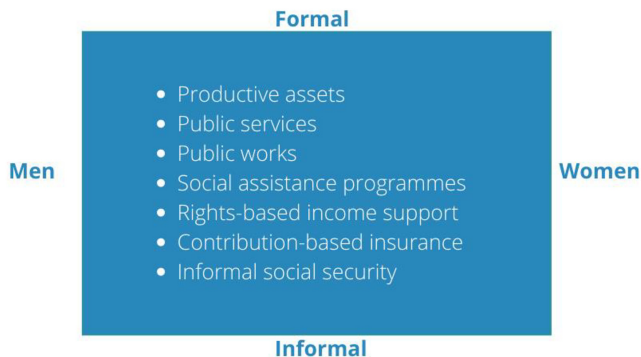 Formal
Men
Women
• Productive assets
• Public services
• Public works
• Social assistance programmes
• Rights-based income support
• Contribution-based insurance
• Informal social security
Informal